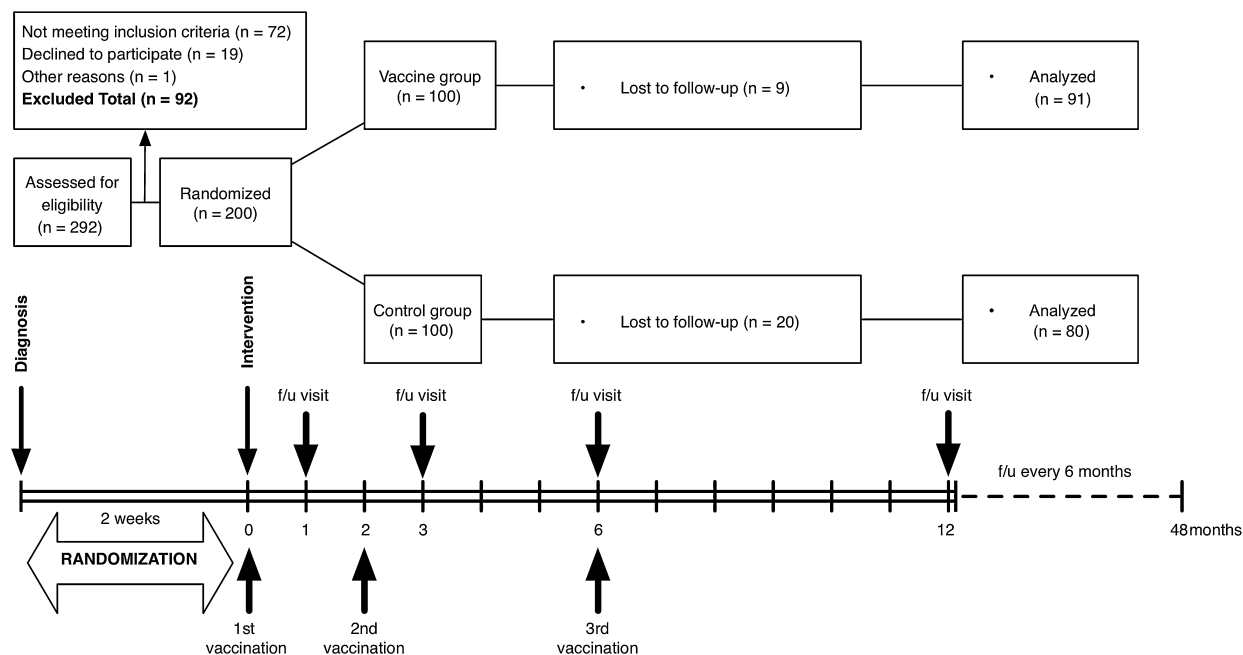 Not meeting inclusion criteria (n = 72)
Declined to participate (n = 19)
Other reasons (n = 1)
Excluded Total (n = 92)
Assessed for
eligibility
(n = 292)
Randomized
(n = 200)
Vaccine group
(n = 100)
• Lost to follow-up (n = 9)
• Analyzed
(n = 91)
Control group
(n = 100)
• Lost to follow-up (n = 20)
• Analyzed
(n = 80)
Diagnosis
Intervention
f/u visit
f/u visit
f/u visit
f/u visit
f/u every 6 months
2 weeks
RANDOMIZATION
0
1
2
3
6
12
48months
1st
vaccination
2nd
vaccination
3rd
vaccination